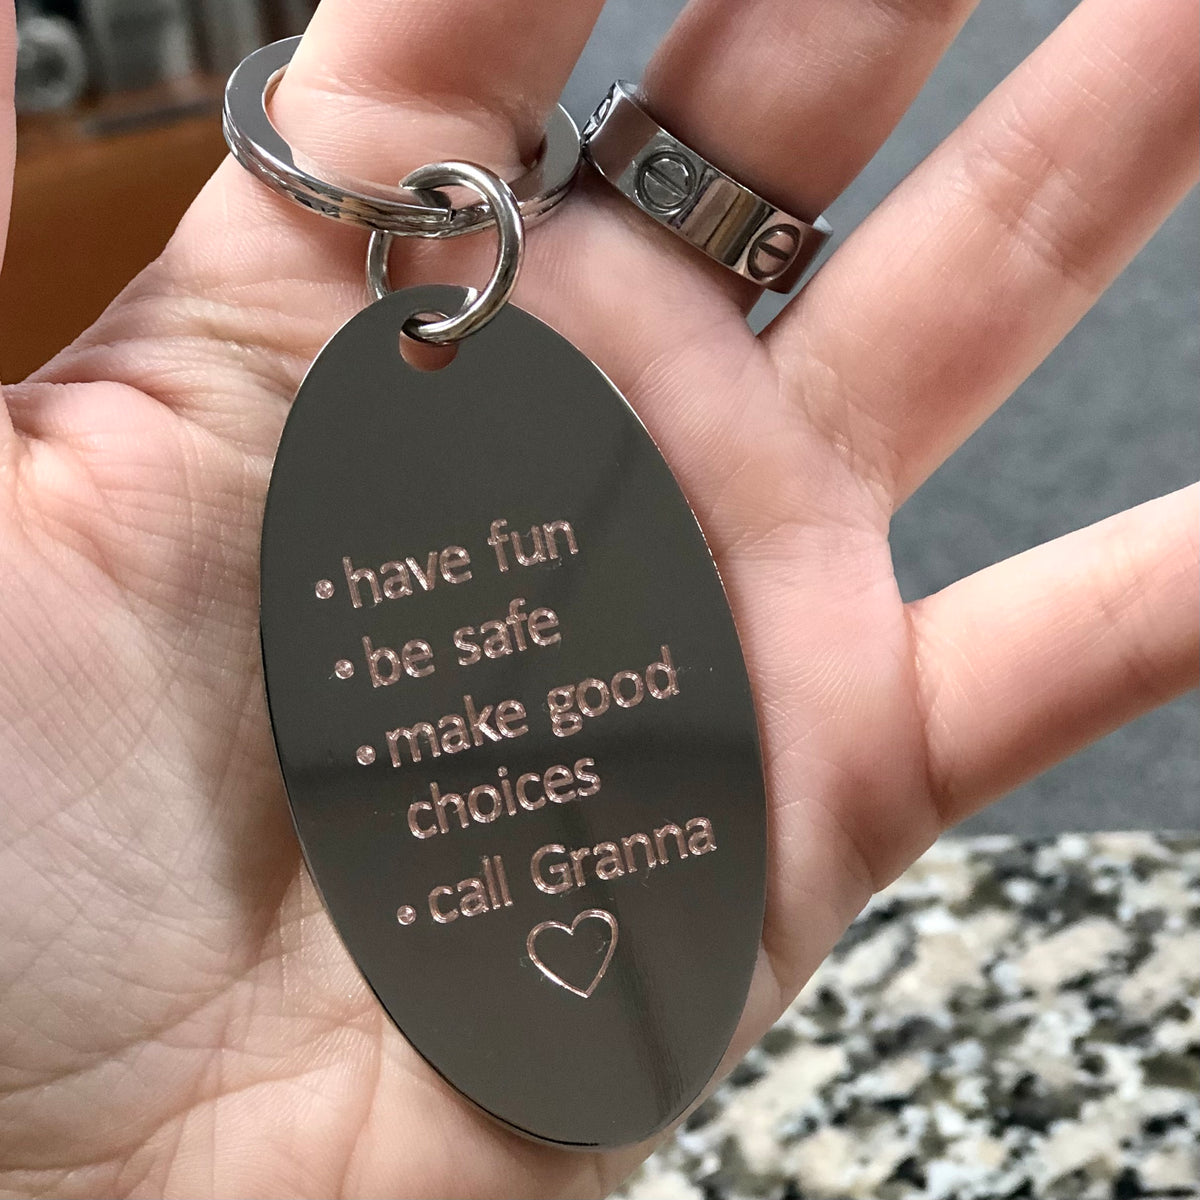 • have fun
• be safe
• make good
choices
• call Granna